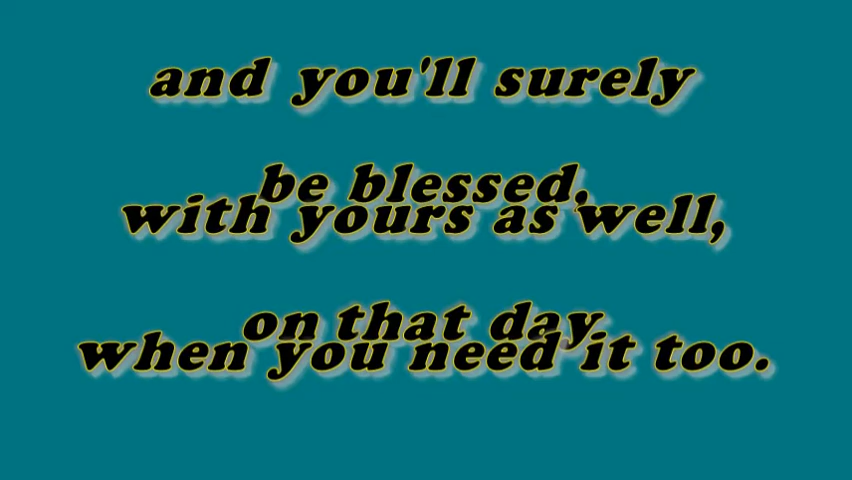 and you'll surely
be blessed,
with yours as well,
on that day
when you need it too.